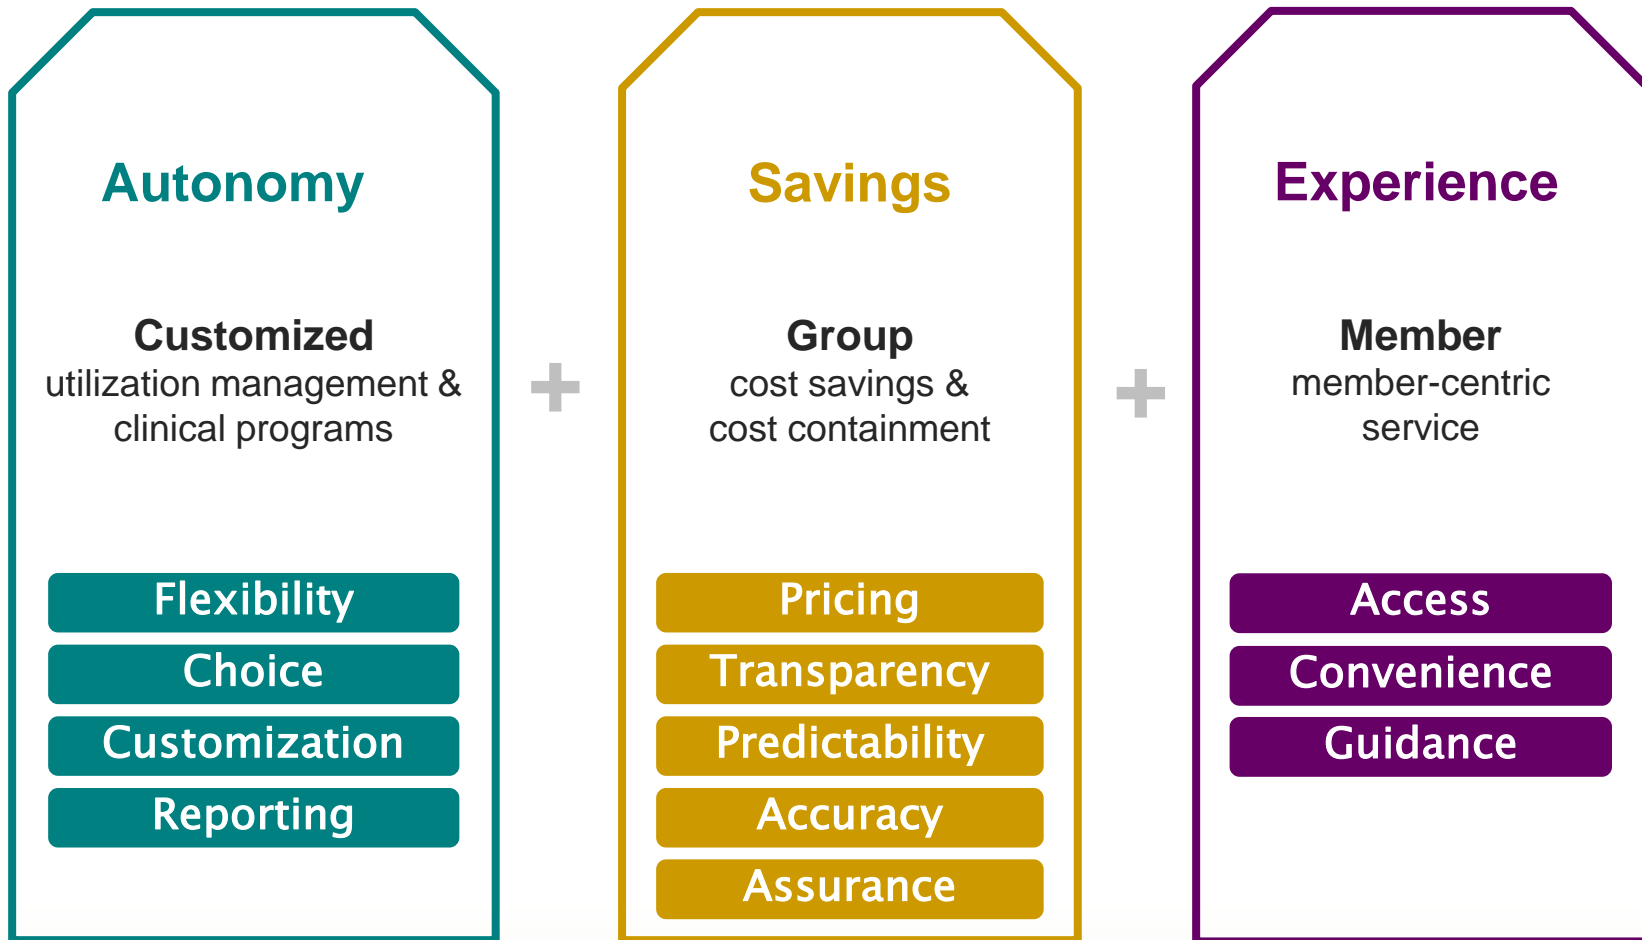 Autonomy
Customized
utilization management &
clinical programs
Flexibility
Choice
Customization
Reporting
+
Savings
Group
cost savings &
cost containment
Pricing
Transparency
Predictability
Accuracy
Assurance
+
Experience
Member
member-centric
service
Access
Convenience
Guidance